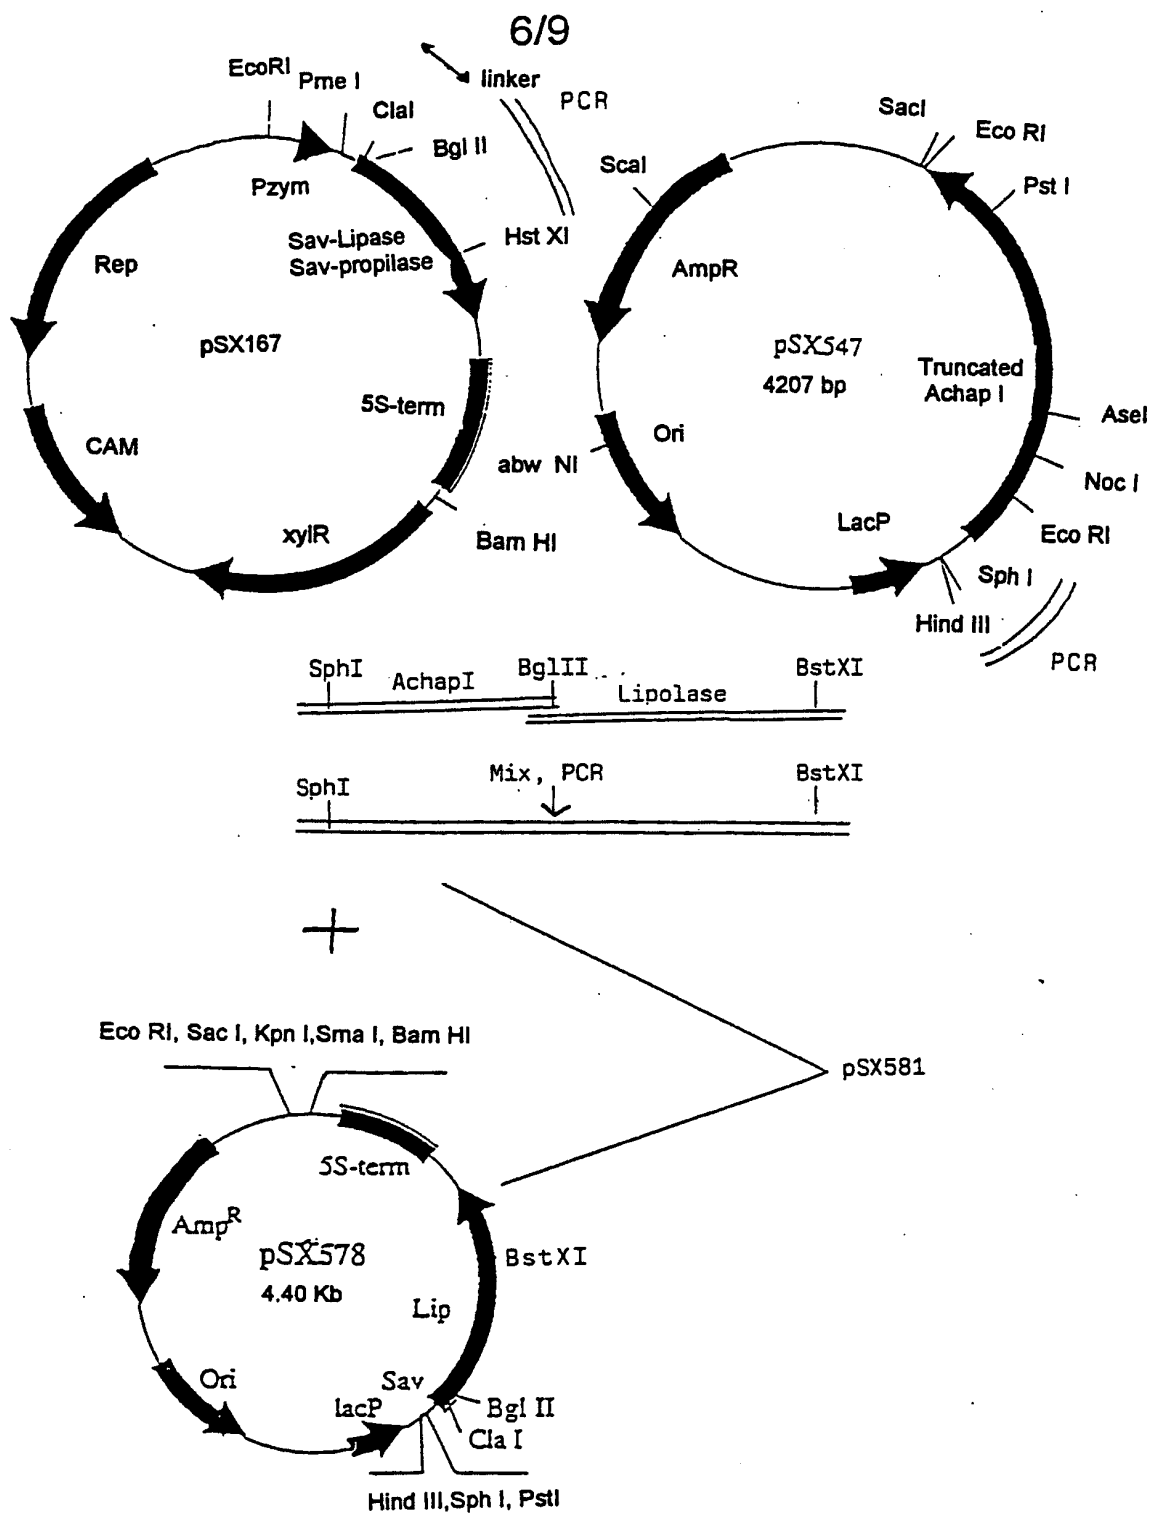 6/9
linker
PCR
EcoRI
Pme I
ClaI
Bgl II
Hst XI
Pzym
Sav-Lipase
Sav-propilase
Rep
pSX167
5S-term
CAM
xylR
Bam HI
SacI
Eco RI
Pst I
ScaI
AmpR
pSX547
4207 bp
Truncated
Achap I
AseI
Noc I
Eco RI
Ori
abw NI
LacP
Sph I
Hind III
PCR
SphI
AchapI
BglII
Lipolase
BstXI
SphI
Mix, PCR
BstXI
+
Eco RI, Sac I, Kpn I,Sma I, Bam HI
pSX581
5S-term
AmpR
pSX578
4.40 Kb
BstXI
Lip
Ori
Sav
lacP
Bgl II
Cla I
Hind III,Sph I, PstI